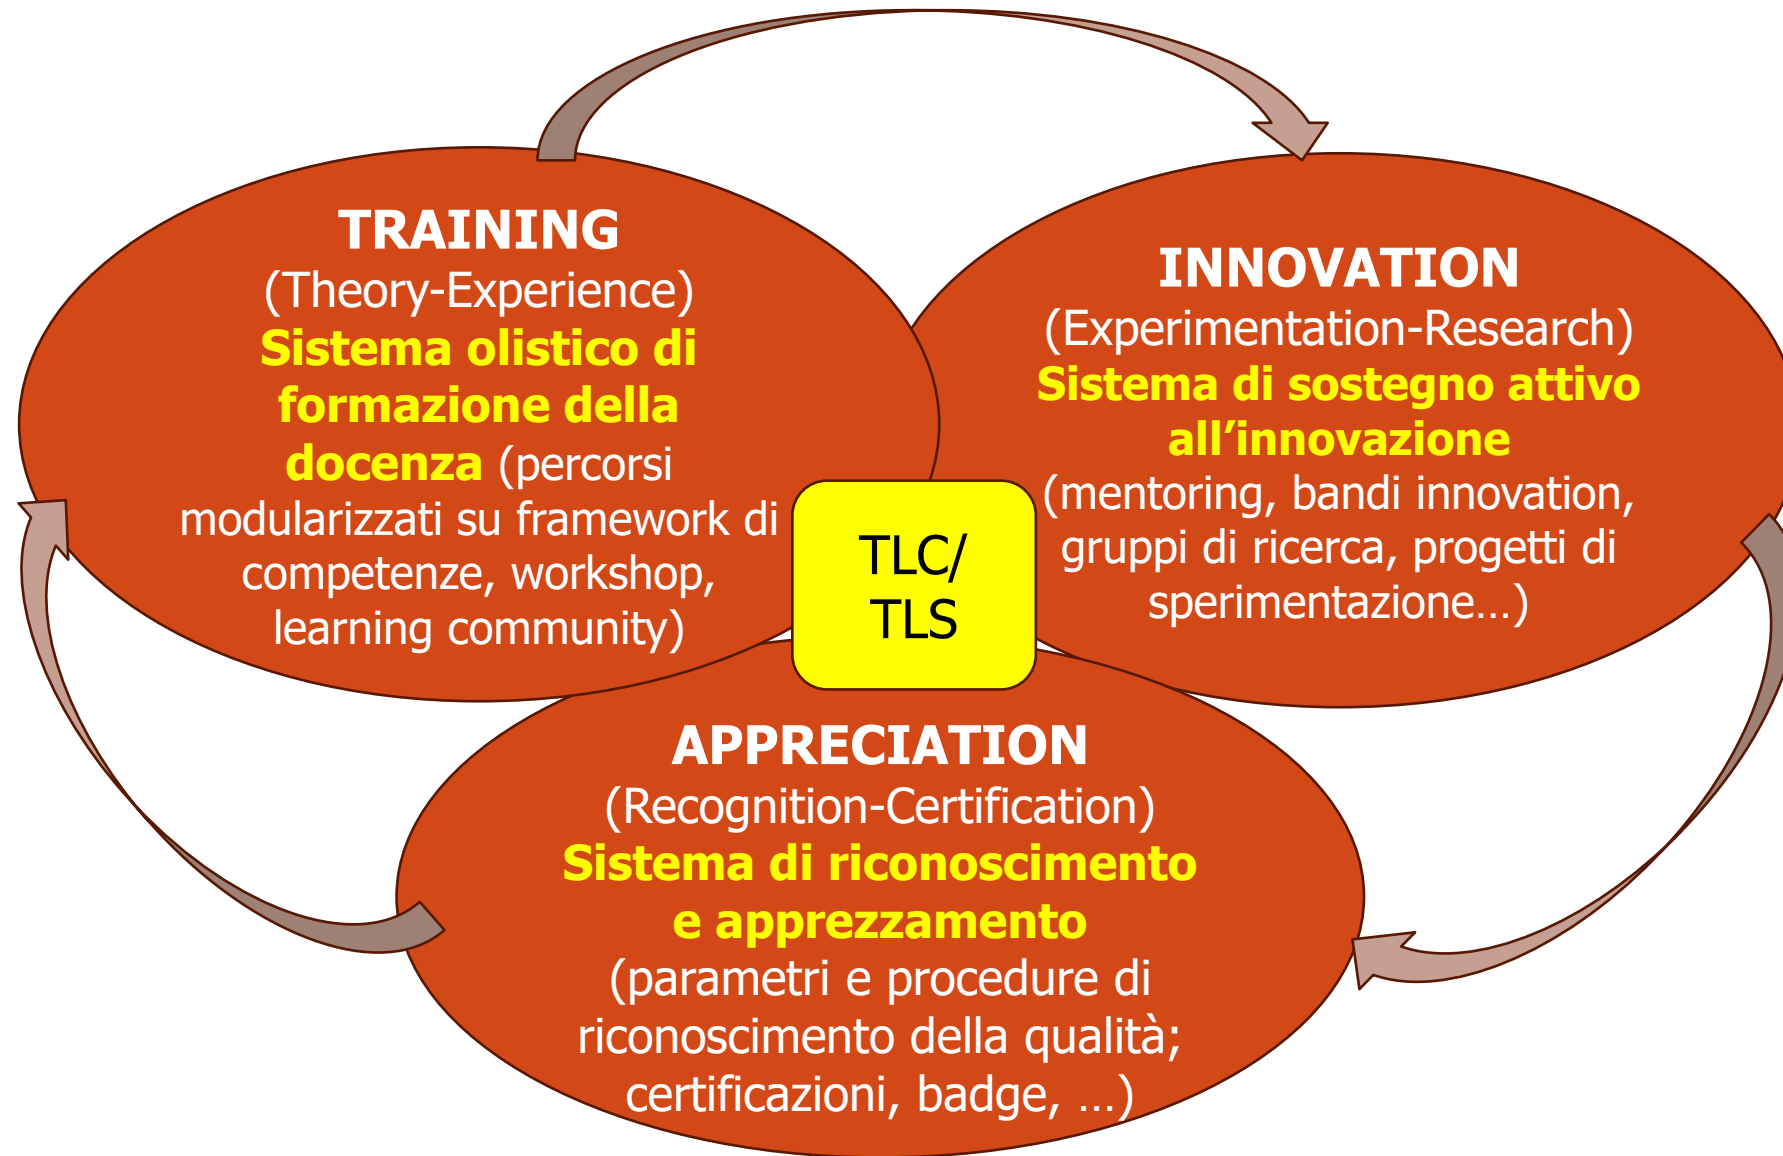 TRAINING
(Theory-Experience)
Sistema olistico di
formazione della
docenza (percorsi
modularizzati su framework di
competenze, workshop,
learning community)
INNOVATION
(Experimentation-Research)
Sistema di sostegno attivo
all’innovazione
(mentoring, bandi innovation,
gruppi di ricerca, progetti di
sperimentazione…)
TLC/
TLS
APPRECIATION
(Recognition-Certification)
Sistema di riconoscimento
e apprezzamento
(parametri e procedure di
riconoscimento della qualità;
certificazioni, badge, …)